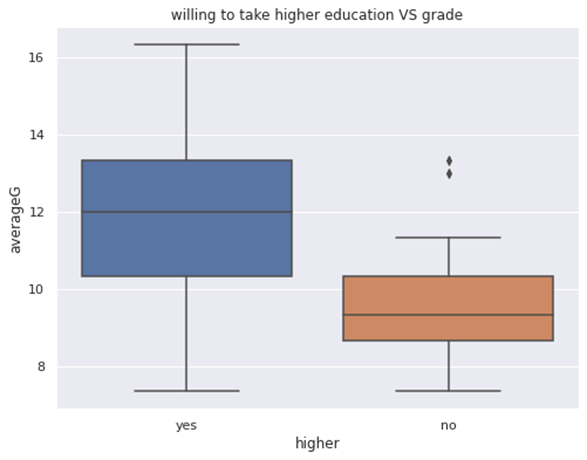 willing to take higher education VS grade
16
14
12
10
8
averageG
yes
no
higher